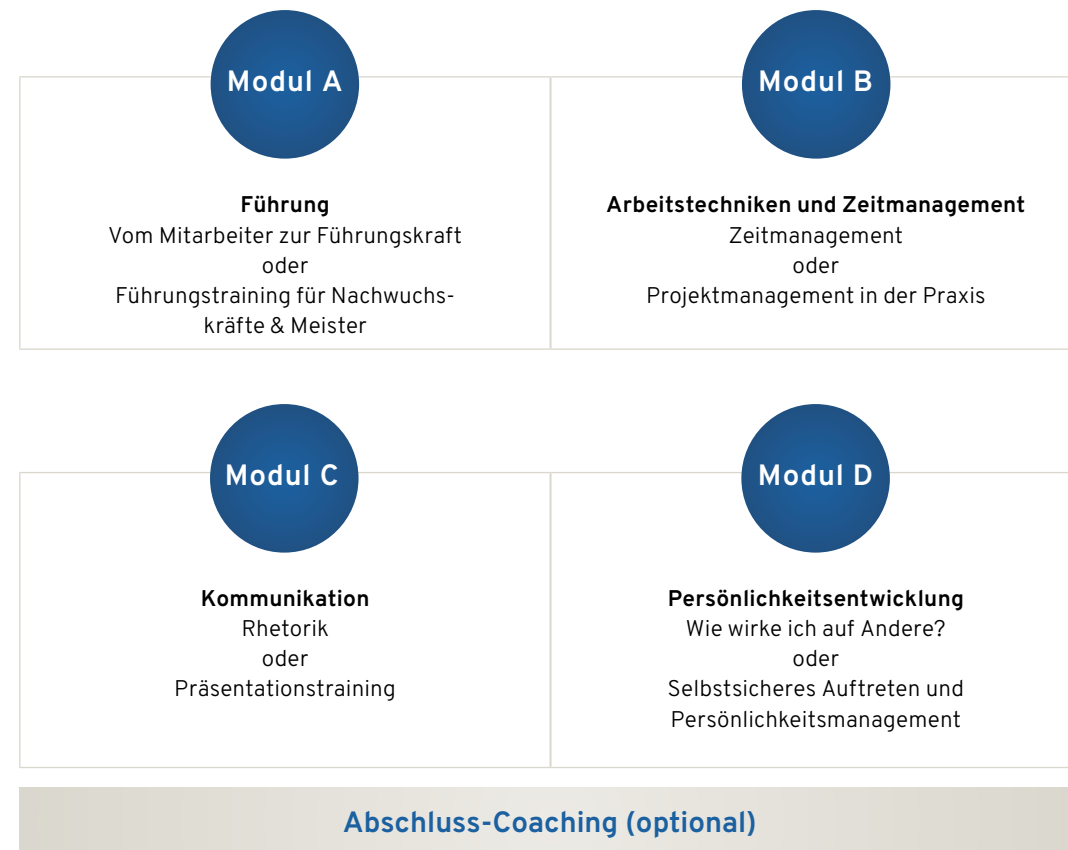 Modul A
Führung
Vom Mitarbeiter zur Führungskraft
oder
Führungstraining für Nachwuchs-
kräfte & Meister
Modul B
Arbeitstechniken und Zeitmanagement
Zeitmanagement
oder
Projektmanagement in der Praxis
Modul C
Kommunikation
Rhetorik
oder
Präsentationstraining
Modul D
Persönlichkeitsentwicklung
Wie wirke ich auf Andere?
oder
Selbstsicheres Auftreten und
Persönlichkeitsmanagement
Abschluss-Coaching (optional)